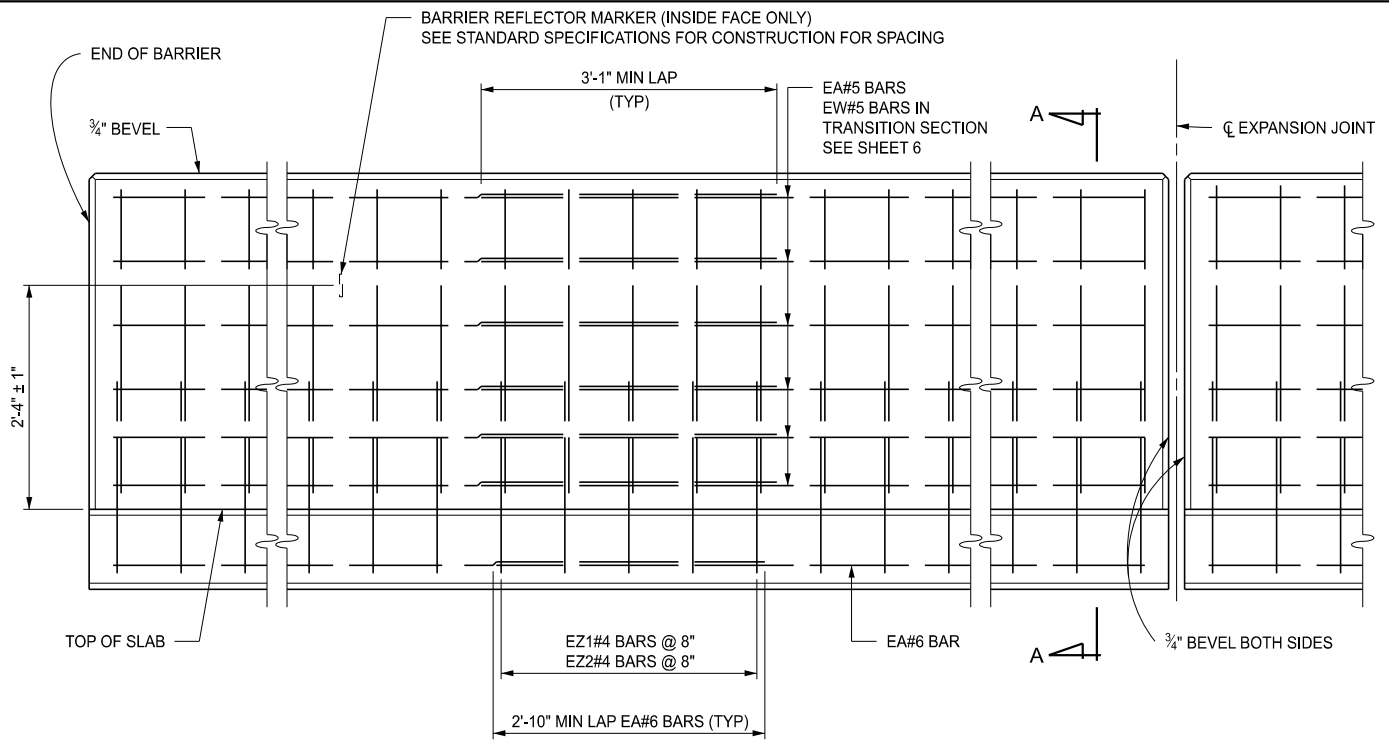 BARRIER REFLECTOR MARKER (INSIDE FACE ONLY)
SEE STANDARD SPECIFICATIONS FOR CONSTRUCTION FOR SPACING
END OF BARRIER
3'-1" MIN LAP
(TYP)
EA#5 BARS
EW#5 BARS IN
TRANSITION SECTION
SEE SHEET 6
A
℄ EXPANSION JOINT
¾" BEVEL
2'-4" ± 1"
TOP OF SLAB
EZ1#4 BARS @ 8"
EZ2#4 BARS @ 8"
EA#6 BAR
A
¾" BEVEL BOTH SIDES
2'-10" MIN LAP EA#6 BARS (TYP)